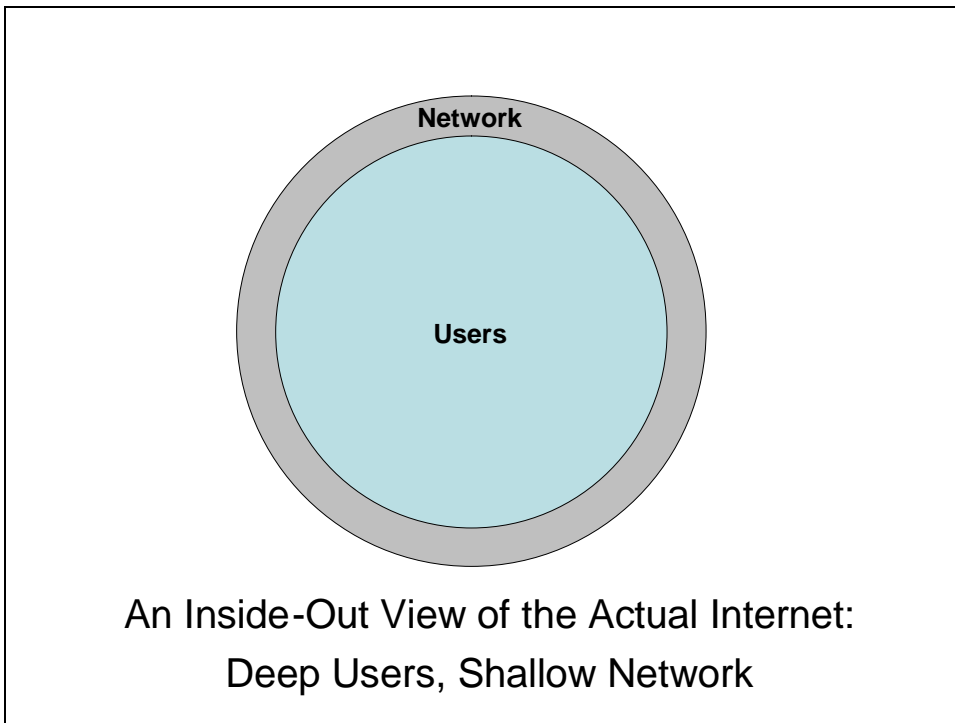 Network
Users
An Inside-Out View of the Actual Internet:
Deep Users, Shallow Network